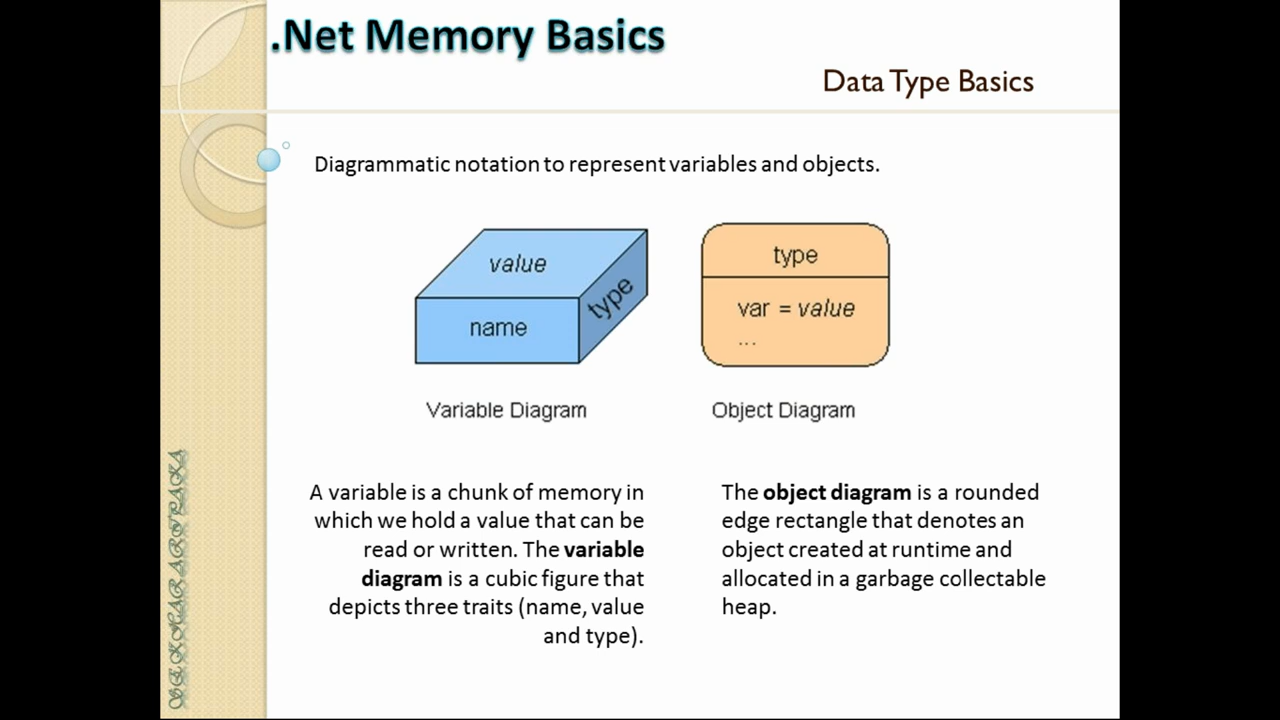 .Net Memory Basics
Data Type Basics
Diagrammatic notation to represent variables and objects.
value
name
type
Variable Diagram
type
var = value
...
Object Diagram
A variable is a chunk of memory in
which we hold a value that can be
read or written. The variable
diagram is a cubic figure that
depicts three traits (name, value
and type).
The object diagram is a rounded
edge rectangle that denotes an
object created at runtime and
allocated in a garbage collectable
heap.